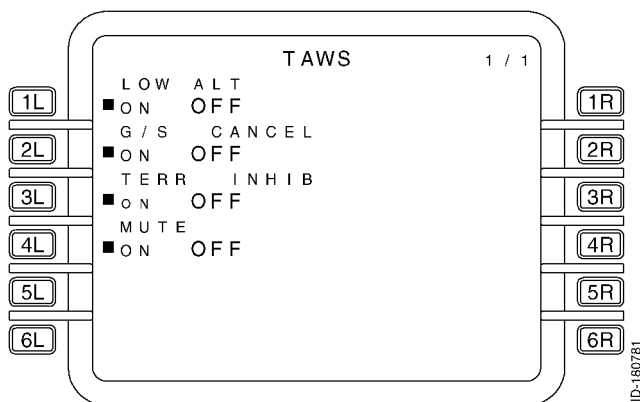 TAWS 1 / 1
LOW ALT
1L ■ON OFF 1R
G/S CANCEL
2L ■ON OFF 2R
TERR INHIB
3L ■ON OFF 3R
MUTE
4L ■ON OFF 4R
5L 5R
6L 6R
ID-180781